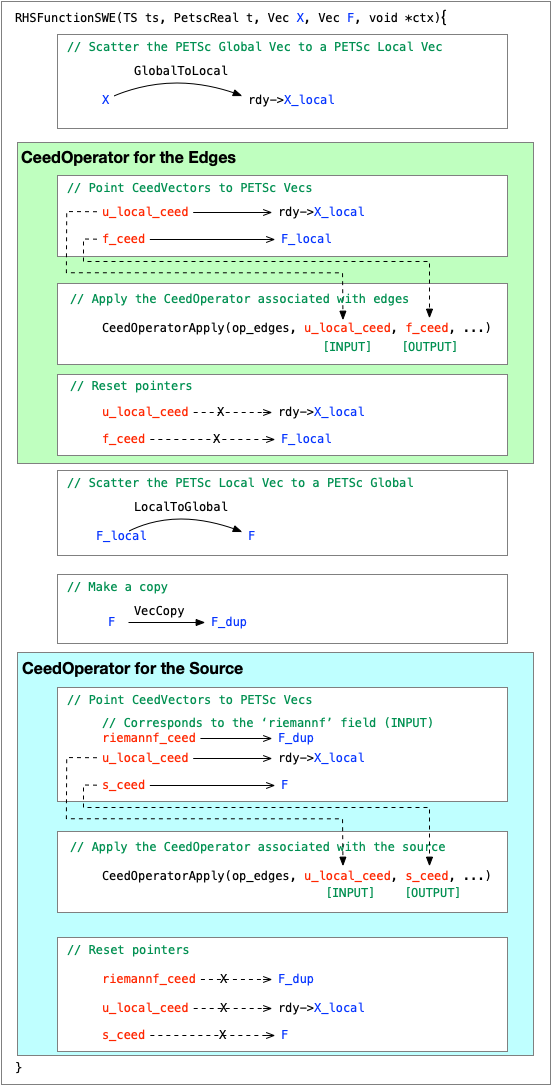 RHSFunctionSWE(TS ts, PetscReal t, Vec X, Vec F, void *ctx){
// Scatter the PETSc Global Vec to a PETSc Local Vec
GlobalToLocal
X rdy->X_local
CeedOperator for the Edges
// Point CeedVectors to PETSc Vecs
u_local_ceed rdy->X_local
f_ceed F_local
// Apply the CeedOperator associated with edges
CeedOperatorApply(op_edges, u_local_ceed, f_ceed, ...)
[INPUT] [OUTPUT]
// Reset pointers
u_local_ceed X rdy->X_local
f_ceed X F_local
// Scatter the PETSc Local Vec to a PETSc Global
LocalToGlobal
F_local F
// Make a copy
VecCopy
F F_dup
CeedOperator for the Source
// Point CeedVectors to PETSc Vecs
// Corresponds to the ‘riemannf’ field (INPUT)
riemannf_ceed F_dup
u_local_ceed rdy->X_local
s_ceed F
// Apply the CeedOperator associated with the source
CeedOperatorApply(op_edges, u_local_ceed, s_ceed, ...)
[INPUT] [OUTPUT]
// Reset pointers
riemannf_ceed X F_dup
u_local_ceed X rdy->X_local
s_ceed X F
}